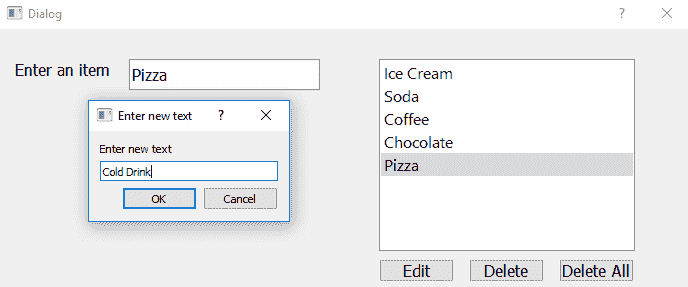 Dialog
?
Enter an item
Pizza
Ice Cream
Soda
Coffee
Chocolate
Pizza
Enter new text
?
Enter new text
Cold Drink
OK
Cancel
Edit
Delete
Delete All